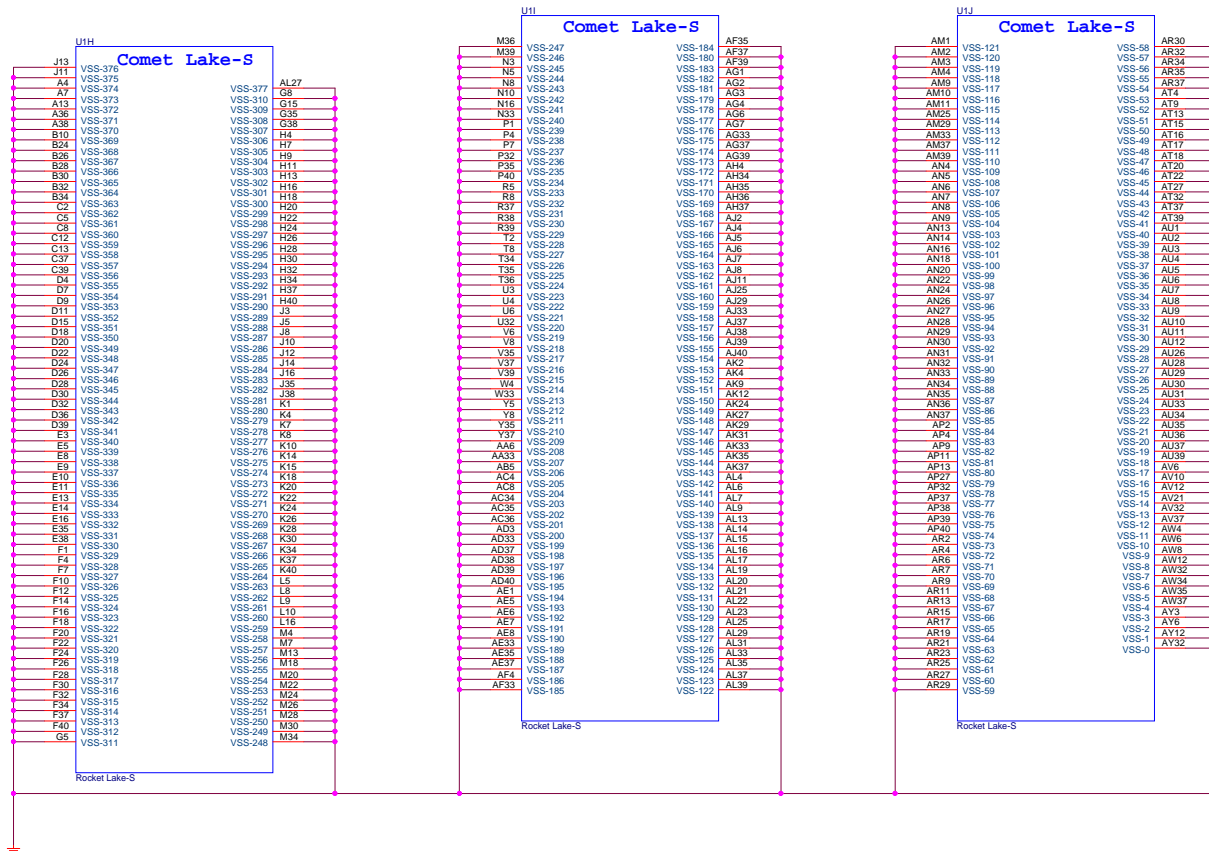 U1H
Comet Lake-S
J13 VSS-376
J11 VSS-375
A4 VSS-374
A7 VSS-373
A13 VSS-372
A36 VSS-371
A38 VSS-370
B10 VSS-369
B24 VSS-368
B26 VSS-367
B28 VSS-366
B30 VSS-365
B32 VSS-364
B34 VSS-363
C2 VSS-362
C5 VSS-361
C8 VSS-360
C12 VSS-359
C13 VSS-358
C37 VSS-357
C39 VSS-356
D4 VSS-355
D7 VSS-354
D9 VSS-353
D11 VSS-352
D15 VSS-351
D18 VSS-350
D20 VSS-349
D22 VSS-348
D24 VSS-347
D26 VSS-346
D28 VSS-345
D30 VSS-344
D32 VSS-343
D36 VSS-342
D39 VSS-341
E3 VSS-340
E5 VSS-339
E8 VSS-338
E9 VSS-337
E10 VSS-336
E11 VSS-335
E13 VSS-334
E14 VSS-333
E16 VSS-332
E35 VSS-331
E38 VSS-330
F1 VSS-329
F4 VSS-328
F7 VSS-327
F10 VSS-326
F12 VSS-325
F14 VSS-324
F16 VSS-323
F18 VSS-322
F20 VSS-321
F22 VSS-320
F24 VSS-319
F26 VSS-318
F28 VSS-317
F30 VSS-316
F32 VSS-315
F34 VSS-314
F37 VSS-313
F40 VSS-312
G5 VSS-311
VSS-377 AL27
VSS-310 G8
VSS-309 G15
VSS-308 G35
VSS-307 G38
VSS-306 H4
VSS-305 H7
VSS-304 H9
VSS-303 H11
VSS-302 H13
VSS-301 H16
VSS-300 H18
VSS-299 H20
VSS-298 H22
VSS-297 H24
VSS-296 H26
VSS-295 H28
VSS-294 H30
VSS-293 H32
VSS-292 H34
VSS-291 H37
VSS-290 H40
VSS-289 J3
VSS-288 J5
VSS-287 J8
VSS-286 J10
VSS-285 J12
VSS-284 J14
VSS-283 J16
VSS-282 J35
VSS-281 J38
VSS-280 K1
VSS-279 K4
VSS-278 K7
VSS-277 K8
VSS-276 K10
VSS-275 K14
VSS-274 K15
VSS-273 K18
VSS-272 K20
VSS-271 K22
VSS-270 K24
VSS-269 K26
VSS-268 K28
VSS-267 K30
VSS-266 K34
VSS-265 K37
VSS-264 K40
VSS-263 L5
VSS-262 L8
VSS-261 L9
VSS-260 L10
VSS-259 L16
VSS-258 M4
VSS-257 M7
VSS-256 M13
VSS-255 M18
VSS-254 M20
VSS-253 M22
VSS-252 M24
VSS-251 M26
VSS-250 M28
VSS-249 M30
VSS-248 M34
Rocket Lake-S
U1I
Comet Lake-S
M36 VSS-247
M39 VSS-246
N3 VSS-245
N5 VSS-244
N8 VSS-243
N10 VSS-242
N16 VSS-241
N33 VSS-240
P1 VSS-239
P4 VSS-238
P7 VSS-237
P32 VSS-236
P35 VSS-235
P40 VSS-234
R5 VSS-233
R8 VSS-232
R37 VSS-231
R38 VSS-230
R39 VSS-229
T2 VSS-228
T8 VSS-227
T34 VSS-226
T35 VSS-225
T36 VSS-224
U3 VSS-223
U4 VSS-222
U6 VSS-221
U32 VSS-220
V6 VSS-219
V8 VSS-218
V35 VSS-217
V37 VSS-216
V39 VSS-215
W4 VSS-214
W33 VSS-213
Y5 VSS-212
Y8 VSS-211
Y35 VSS-210
Y37 VSS-209
AA6 VSS-208
AA33 VSS-207
AB5 VSS-206
AC4 VSS-205
AC8 VSS-204
AC34 VSS-203
AC35 VSS-202
AC36 VSS-201
AD3 VSS-200
AD33 VSS-199
AD37 VSS-198
AD38 VSS-197
AD39 VSS-196
AD40 VSS-195
AE1 VSS-194
AE5 VSS-193
AE6 VSS-192
AE7 VSS-191
AE8 VSS-190
AE33 VSS-189
AE35 VSS-188
AE37 VSS-187
AF4 VSS-186
AF33 VSS-185
VSS-184 AF35
VSS-180 AF37
VSS-183 AF39
VSS-182 AG1
VSS-181 AG2
VSS-179 AG3
VSS-178 AG4
VSS-177 AG6
VSS-176 AG7
VSS-175 AG33
VSS-174 AG37
VSS-173 AG39
VSS-172 AH4
VSS-171 AH34
VSS-170 AH35
VSS-169 AH36
VSS-168 AH37
VSS-167 AJ2
VSS-166 AJ4
VSS-165 AJ5
VSS-164 AJ6
VSS-163 AJ7
VSS-162 AJ8
VSS-161 AJ11
VSS-160 AJ25
VSS-159 AJ29
VSS-158 AJ33
VSS-157 AJ37
VSS-156 AJ38
VSS-155 AJ39
VSS-154 AJ40
VSS-153 AK2
VSS-152 AK4
VSS-151 AK9
VSS-150 AK12
VSS-149 AK24
VSS-148 AK27
VSS-147 AK29
VSS-146 AK31
VSS-145 AK33
VSS-144 AK35
VSS-143 AK37
VSS-142 AL4
VSS-141 AL6
VSS-140 AL7
VSS-139 AL9
VSS-138 AL13
VSS-137 AL14
VSS-136 AL15
VSS-135 AL16
VSS-134 AL17
VSS-133 AL19
VSS-132 AL20
VSS-131 AL21
VSS-130 AL22
VSS-129 AL23
VSS-128 AL25
VSS-127 AL29
VSS-126 AL31
VSS-125 AL33
VSS-124 AL35
VSS-123 AL37
VSS-122 AL39
Rocket Lake-S
U1J
Comet Lake-S
AM1 VSS-121
AM2 VSS-120
AM3 VSS-119
AM4 VSS-118
AM9 VSS-117
AM10 VSS-116
AM11 VSS-115
AM25 VSS-114
AM29 VSS-113
AM33 VSS-112
AM37 VSS-111
AM39 VSS-110
AN4 VSS-109
AN5 VSS-108
AN6 VSS-107
AN7 VSS-106
AN8 VSS-105
AN9 VSS-104
AN13 VSS-103
AN14 VSS-102
AN16 VSS-101
AN18 VSS-100
AN20 VSS-99
AN22 VSS-98
AN24 VSS-97
AN26 VSS-96
AN27 VSS-95
AN28 VSS-94
AN29 VSS-93
AN30 VSS-92
AN31 VSS-91
AN32 VSS-90
AN33 VSS-89
AN34 VSS-88
AN35 VSS-87
AN36 VSS-86
AN37 VSS-85
AP2 VSS-84
AP4 VSS-83
AP9 VSS-82
AP11 VSS-81
AP13 VSS-80
AP27 VSS-79
AP32 VSS-78
AP37 VSS-77
AP38 VSS-76
AP39 VSS-75
AP40 VSS-74
AR2 VSS-73
AR4 VSS-72
AR6 VSS-71
AR7 VSS-70
AR9 VSS-69
AR11 VSS-68
AR13 VSS-67
AR15 VSS-66
AR17 VSS-65
AR19 VSS-64
AR21 VSS-63
AR23 VSS-62
AR25 VSS-61
AR27 VSS-60
AR29 VSS-59
VSS-58 AR30
VSS-57 AR32
VSS-56 AR34
VSS-55 AR35
VSS-54 AR37
VSS-53 AT4
VSS-52 AT9
VSS-51 AT13
VSS-50 AT15
VSS-49 AT16
VSS-48 AT17
VSS-47 AT18
VSS-46 AT20
VSS-45 AT22
VSS-44 AT27
VSS-43 AT32
VSS-42 AT37
VSS-41 AT39
VSS-40 AU1
VSS-39 AU2
VSS-38 AU3
VSS-37 AU4
VSS-36 AU5
VSS-35 AU6
VSS-34 AU7
VSS-33 AU8
VSS-32 AU9
VSS-31 AU10
VSS-30 AU11
VSS-29 AU12
VSS-28 AU26
VSS-27 AU28
VSS-26 AU29
VSS-25 AU30
VSS-24 AU31
VSS-23 AU33
VSS-22 AU34
VSS-21 AU35
VSS-20 AU36
VSS-19 AU37
VSS-18 AU39
VSS-17 AV6
VSS-16 AV10
VSS-15 AV12
VSS-14 AV21
VSS-13 AV32
VSS-12 AV37
VSS-11 AW4
VSS-10 AW6
VSS-9 AW8
VSS-8 AW12
VSS-7 AW32
VSS-6 AW34
VSS-5 AW35
VSS-4 AW37
VSS-3 AY3
VSS-2 AY6
VSS-1 AY12
VSS-0 AY32
Rocket Lake-S